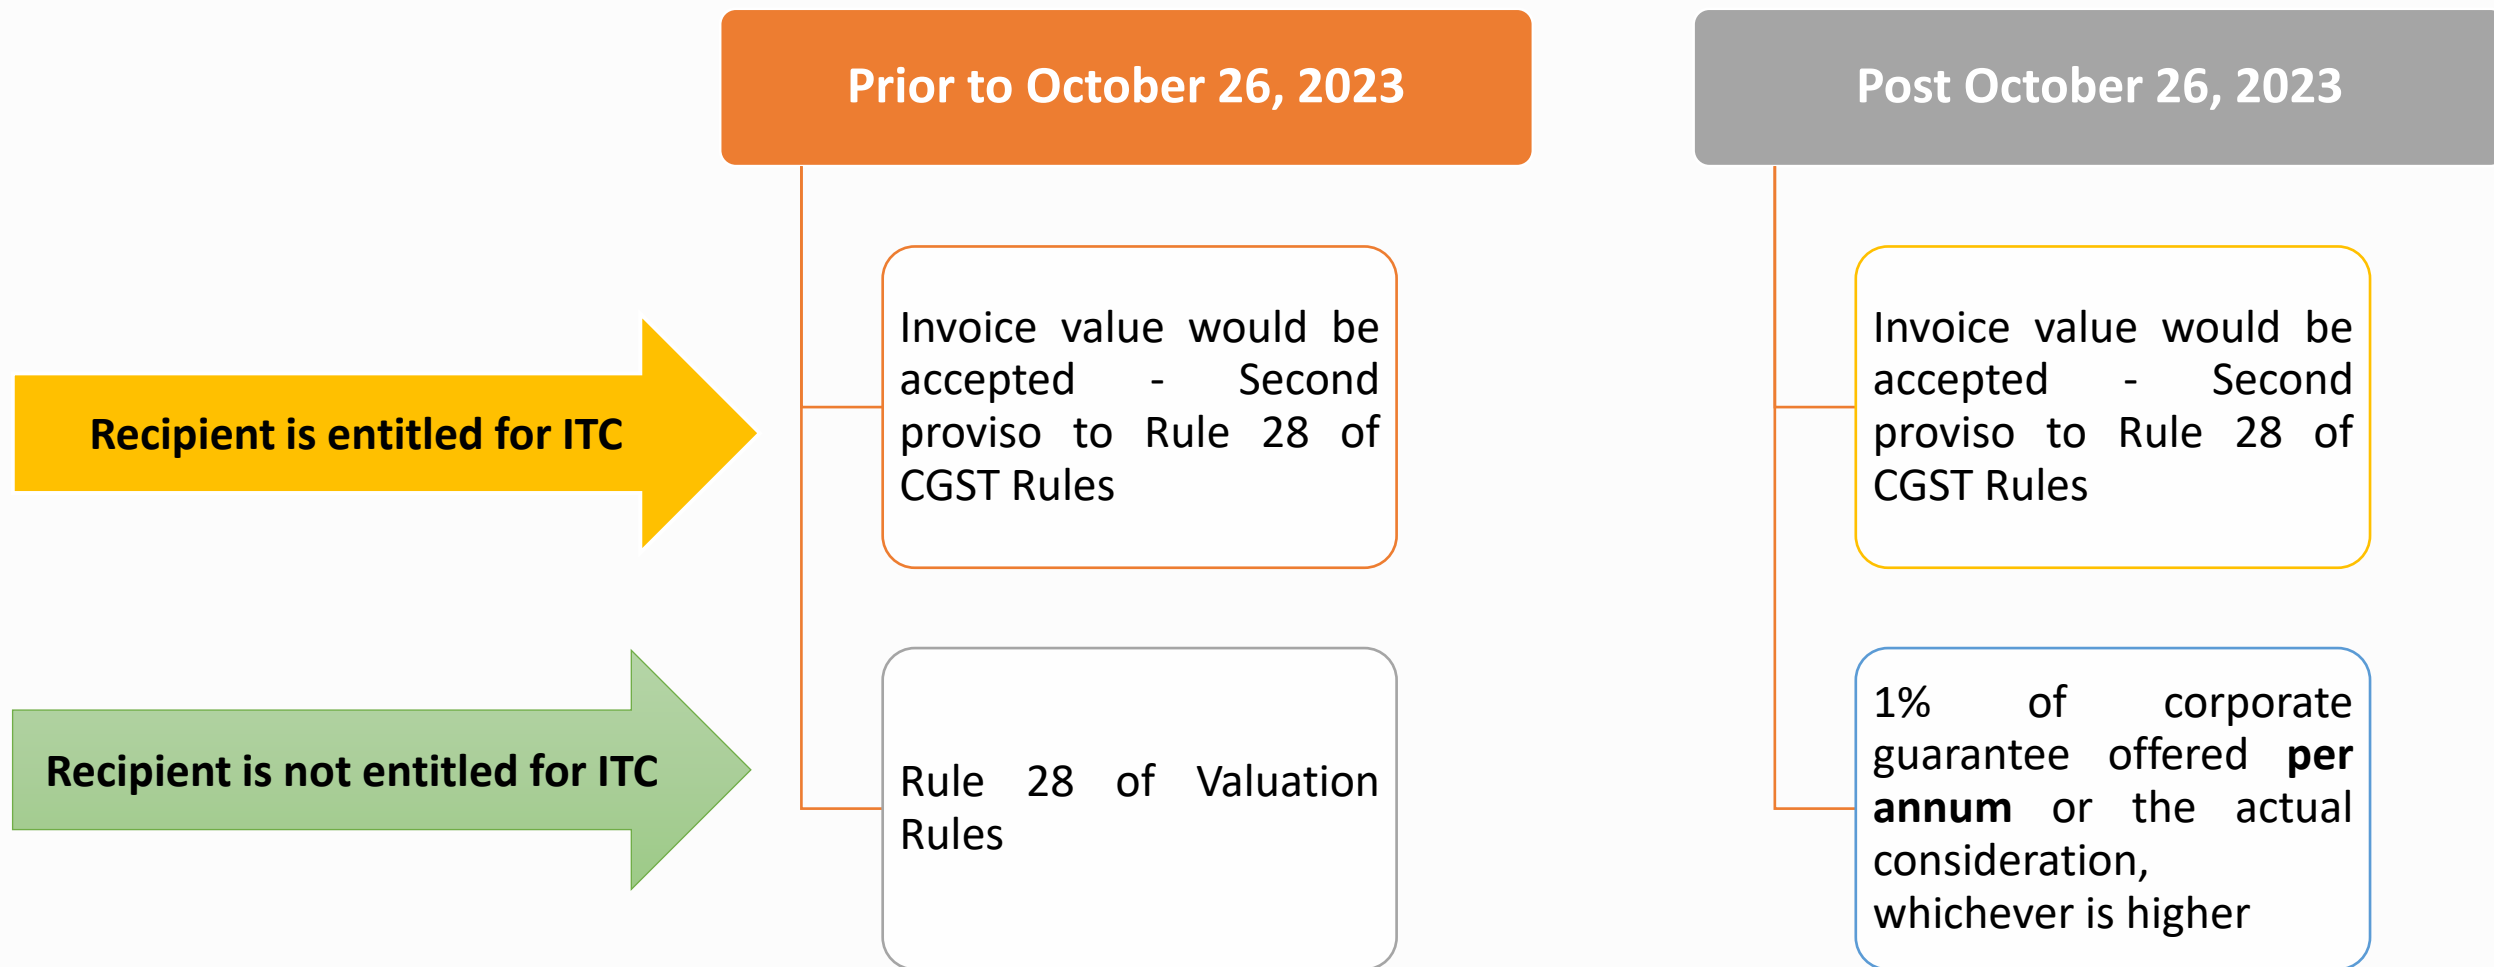 Prior to October 26, 2023
Post October 26, 2023
Recipient is entitled for ITC
Invoice value would be
accepted - Second
proviso to Rule 28 of
CGST Rules
Invoice value would be
accepted - Second
proviso to Rule 28 of
CGST Rules
Recipient is not entitled for ITC
Rule 28 of Valuation
Rules
1% of corporate
guarantee offered per
annum or the actual
consideration,
whichever is higher